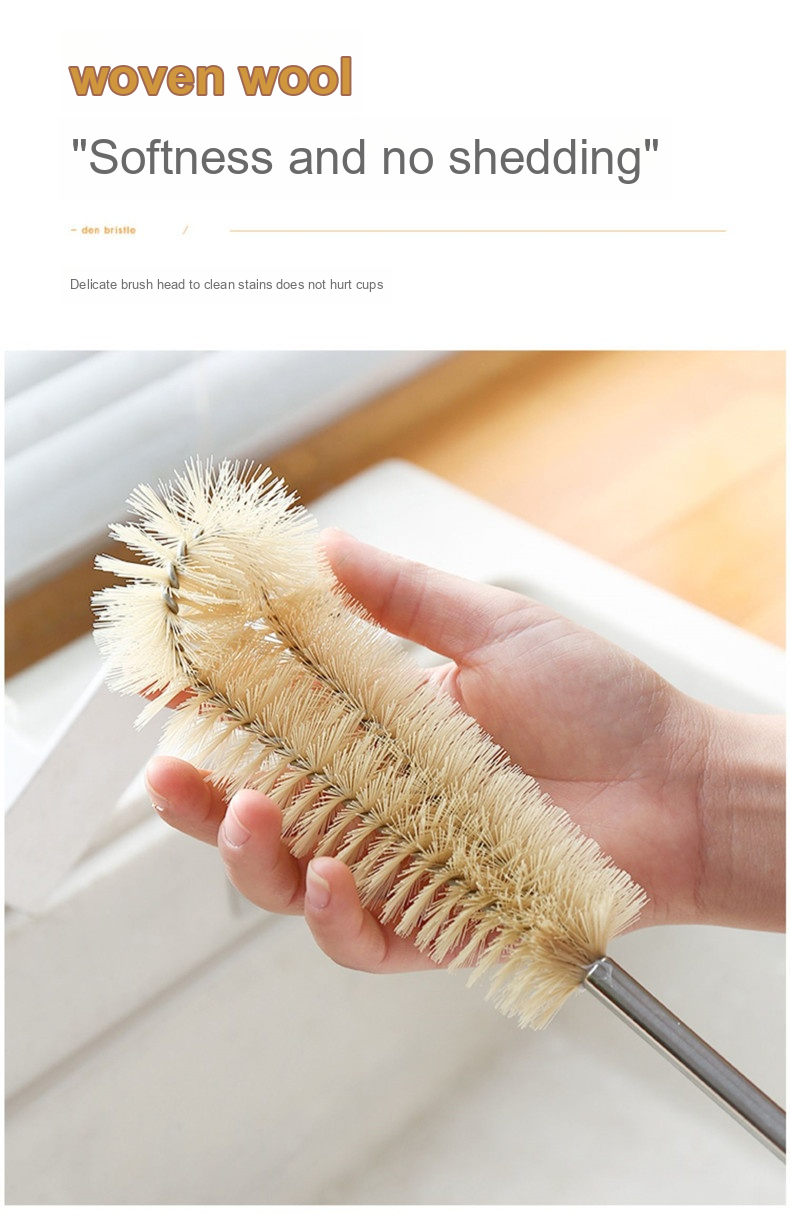 woven wool
"Softness and no shedding"
– den bristle /
Delicate brush head to clean stains does not hurt cups